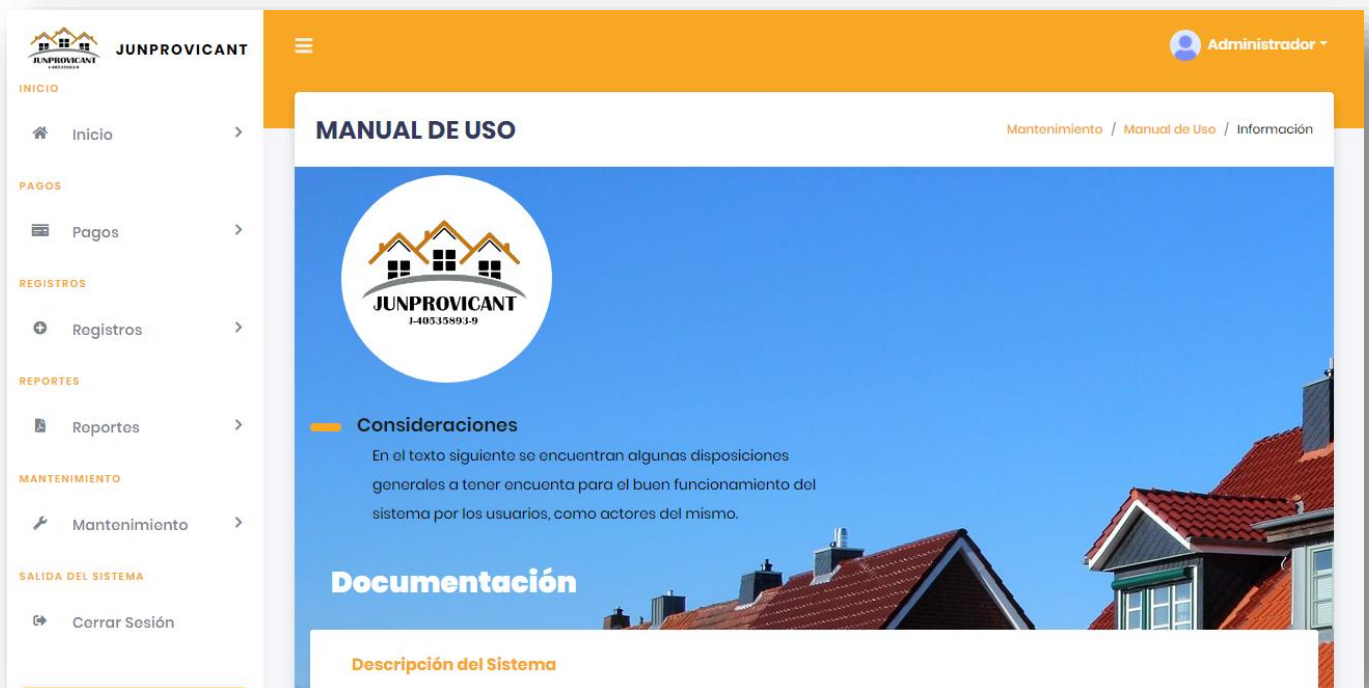 JUNPROVICANT
J-40535893-9
JUNPROVICANT
INICIO
Inicio
PAGOS
Pagos
REGISTROS
Registros
REPORTES
Reportes
MANTENIMIENTO
Mantenimiento
SALIDA DEL SISTEMA
Cerrar Sesión
Administrador
MANUAL DE USO
Mantenimiento / Manual de Uso / Información
JUNPROVICANT
J-40535893-9
Consideraciones
En el texto siguiente se encuentran algunas disposiciones
generales a tener encuenta para el buen funcionamiento del
sistema por los usuarios, como actores del mismo.
Documentación
Descripción del Sistema